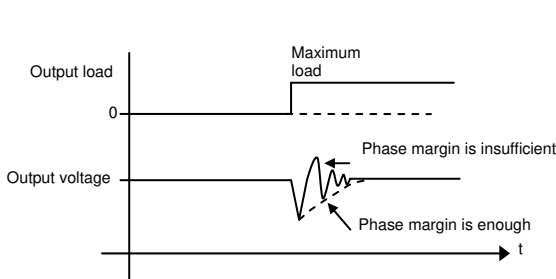 Maximum
load
Output load
0
Phase margin is insufficient
Output voltage
Phase margin is enough
t